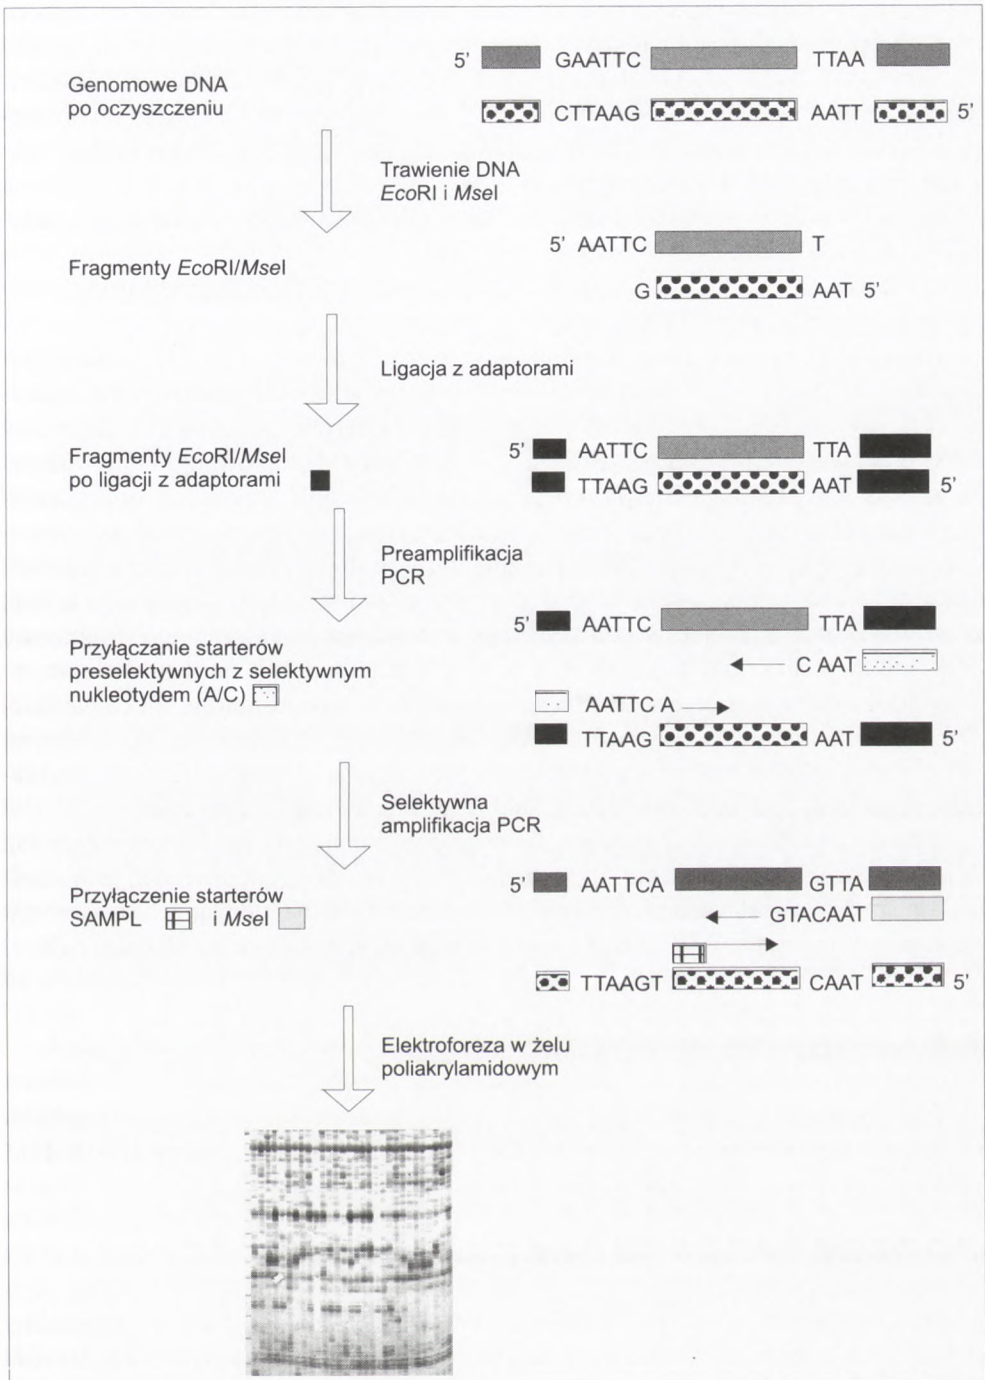 5' GAATTC TTAA
Genomowe DNA
po oczyszczeniu
CTTAAG AATT 5'
Trawienie DNA
EcoRI i MseI
5' AATTC T
Fragmenty EcoRI/MseI
G AAT 5'
Ligacja z adaptorami
Fragmenty EcoRI/MseI
po ligacji z adaptorami
5' AATTC TTA
TTAAG AAT 5'
Preamplifikacja
PCR
5' AATTC TTA
Przyłączanie starterów
preselektywnych z selektywnym
nukleotydem (A/C)
C AAT
AATTC A
TTAAG AAT 5'
Selektywna
amplifikacja PCR
5' AATTCA GTTA
Przyłączenie starterów
SAMPL i MseI
GTACAAT
TTAAGT CAAT 5'
Elektroforeza w żelu
poliakrylamidowym